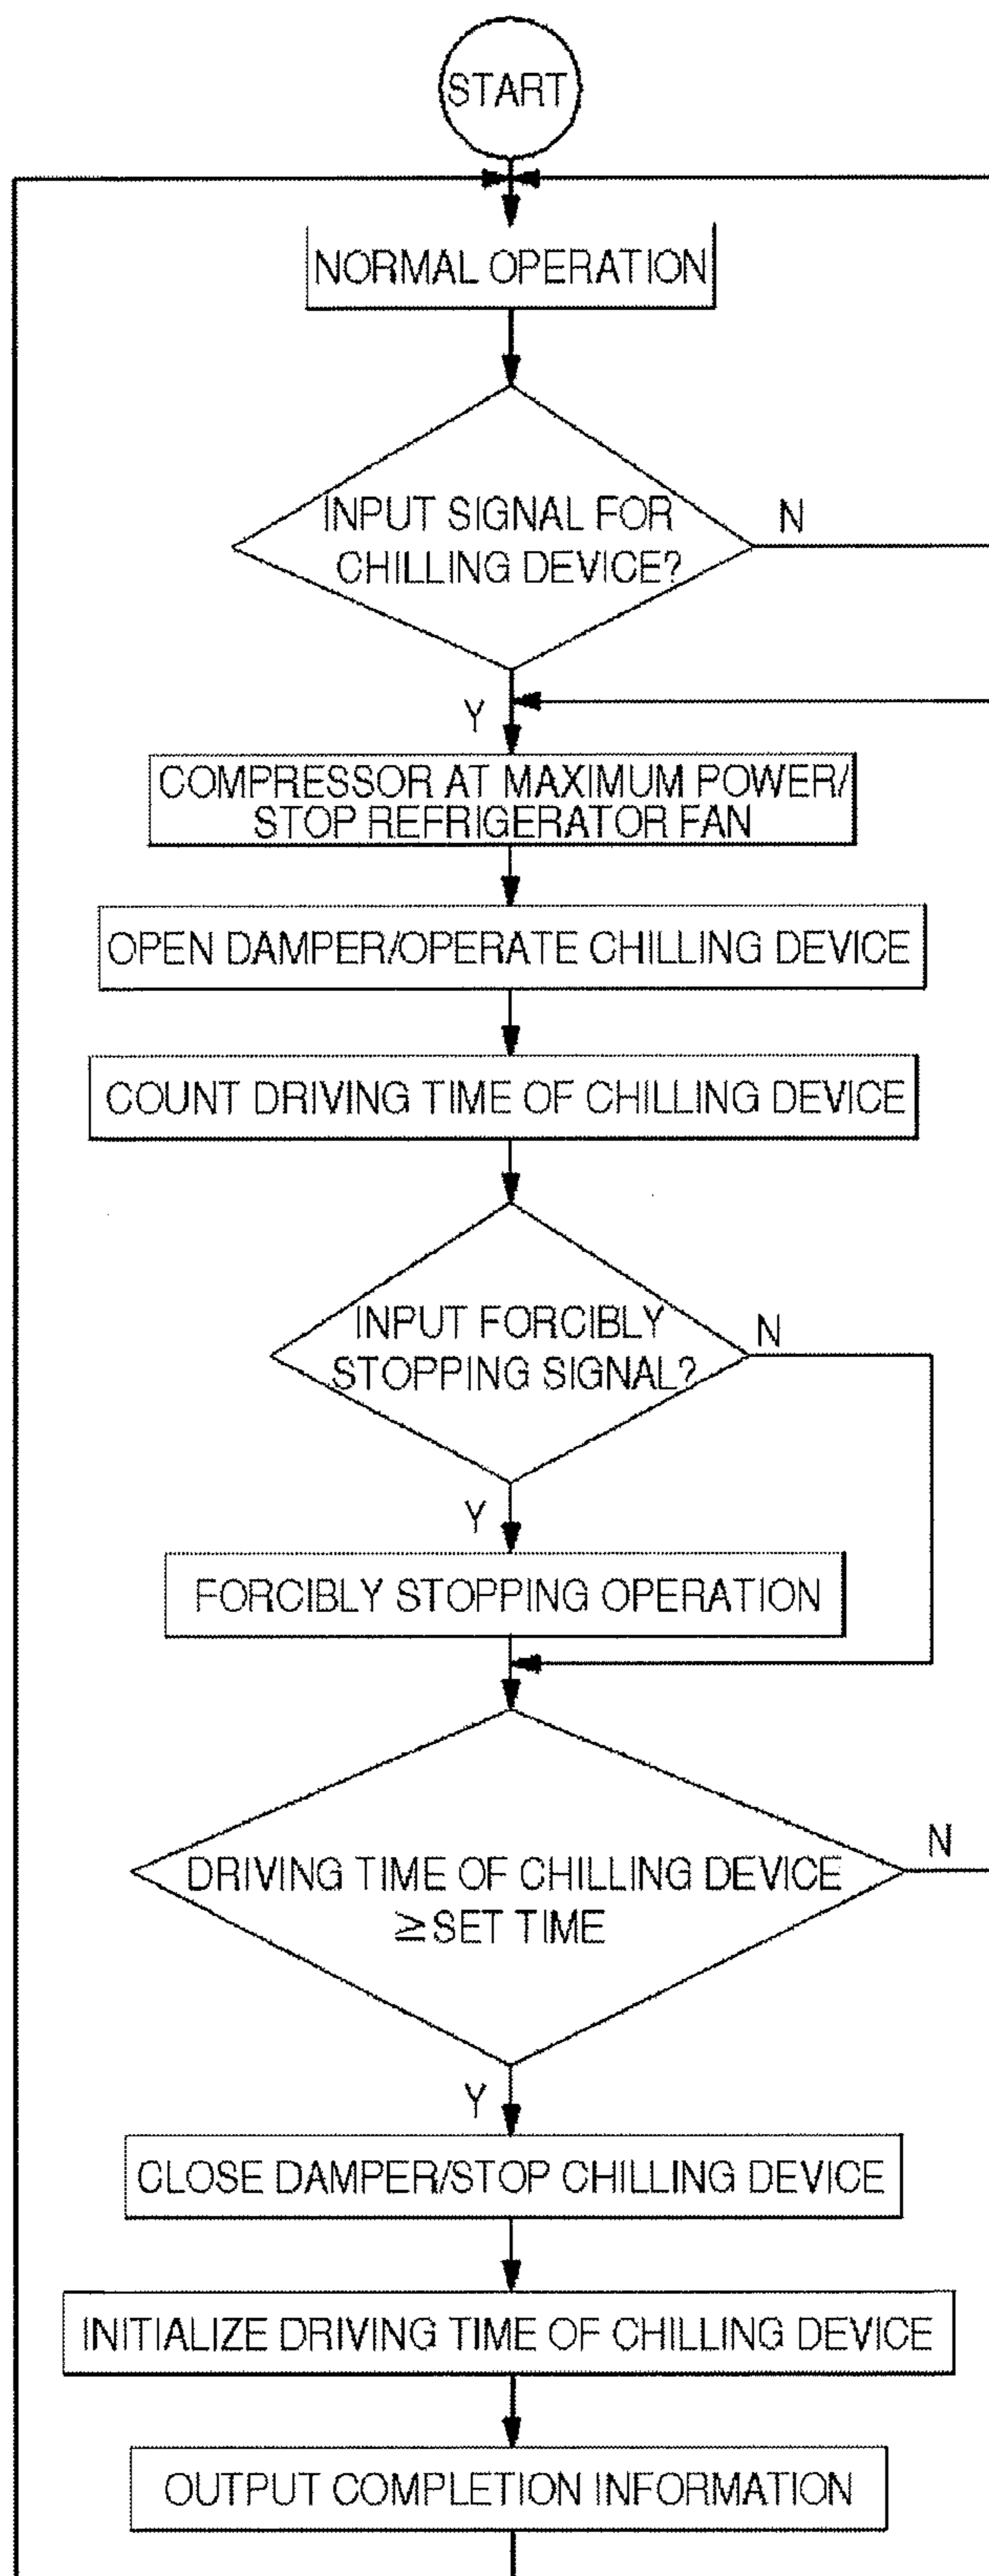 START
NORMAL OPERATION
INPUT SIGNAL FOR
CHILLING DEVICE?
N
Y
COMPRESSOR AT MAXIMUM POWER/
STOP REFRIGERATOR FAN
OPEN DAMPER/OPERATE CHILLING DEVICE
COUNT DRIVING TIME OF CHILLING DEVICE
INPUT FORCIBLY
STOPPING SIGNAL?
N
Y
FORCIBLY STOPPING OPERATION
DRIVING TIME OF CHILLING DEVICE
≥SET TIME
N
Y
CLOSE DAMPER/STOP CHILLING DEVICE
INITIALIZE DRIVING TIME OF CHILLING DEVICE
OUTPUT COMPLETION INFORMATION